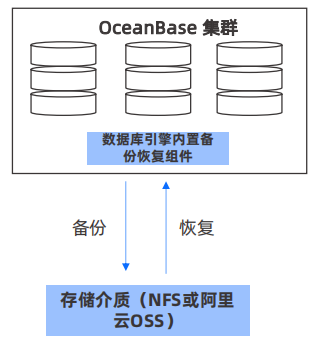 OceanBase 集群
数据库引擎内置备
份恢复组件
备份
恢复
存储介质（NFS或阿里
云OSS）